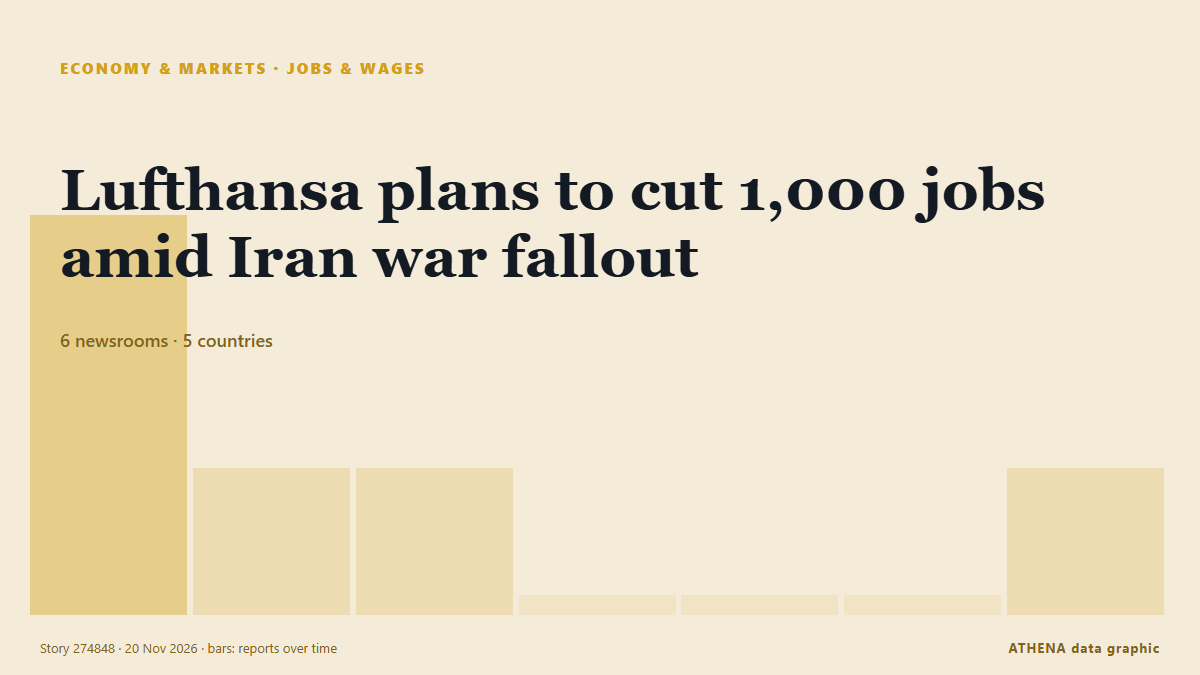 ECONOMY & MARKETS · JOBS & WAGES
Lufthansa plans to cut 1,000 jobs
amid Iran war fallout
6 newsrooms · 5 countries
Story 274848 · 20 Nov 2026 · bars: reports over time
ATHENA data graphic